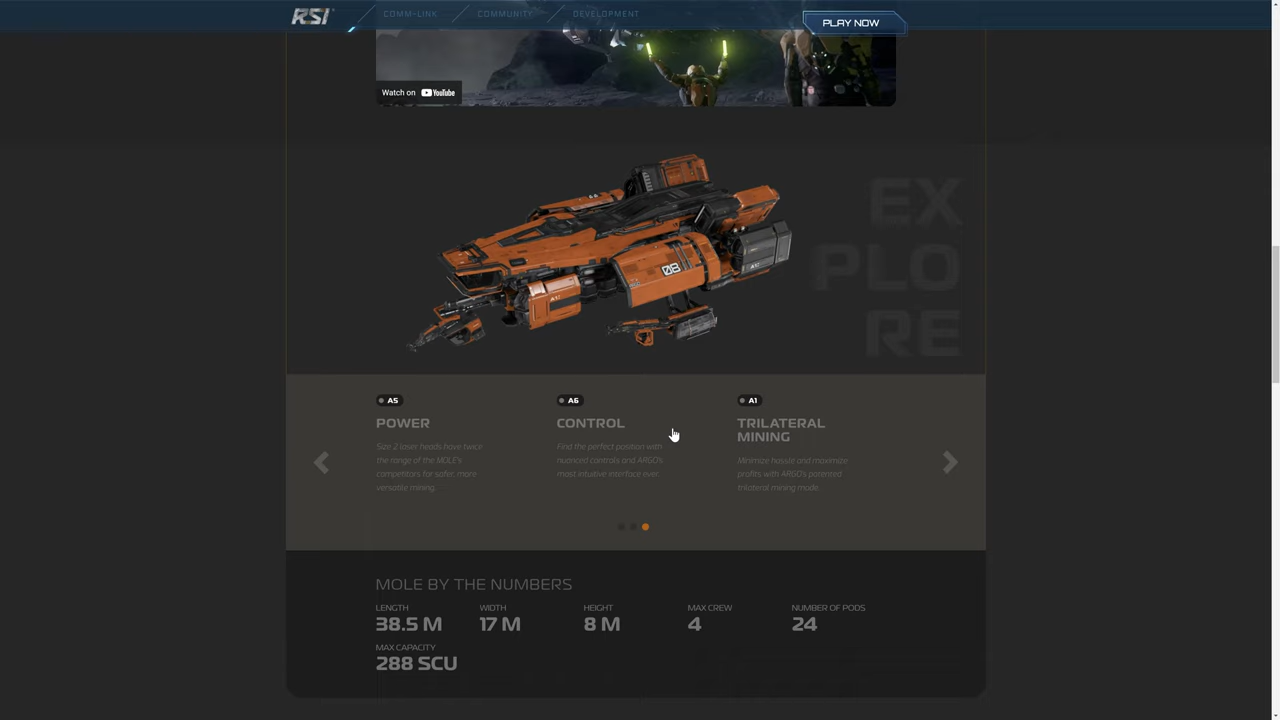 RSI
COMM-LINK
COMMUNITY
DEVELOPMENT
PLAY NOW
Watch on YouTube
08
EX
PLO
RE
A5
POWER
Size 2 laser heads have twice
the range of the MOLE's
competitors for safer, more
versatile mining.
A6
CONTROL
Find the perfect position with
nuanced controls and ARGO's
most intuitive interface ever.
A1
TRILATERAL
MINING
Minimize hassle and maximize
profits with ARGO's patented
trilateral mining mode.
MOLE BY THE NUMBERS
LENGTH
38.5 M
WIDTH
17 M
HEIGHT
8 M
MAX CREW
4
NUMBER OF PODS
24
MAX CAPACITY
288 SCU